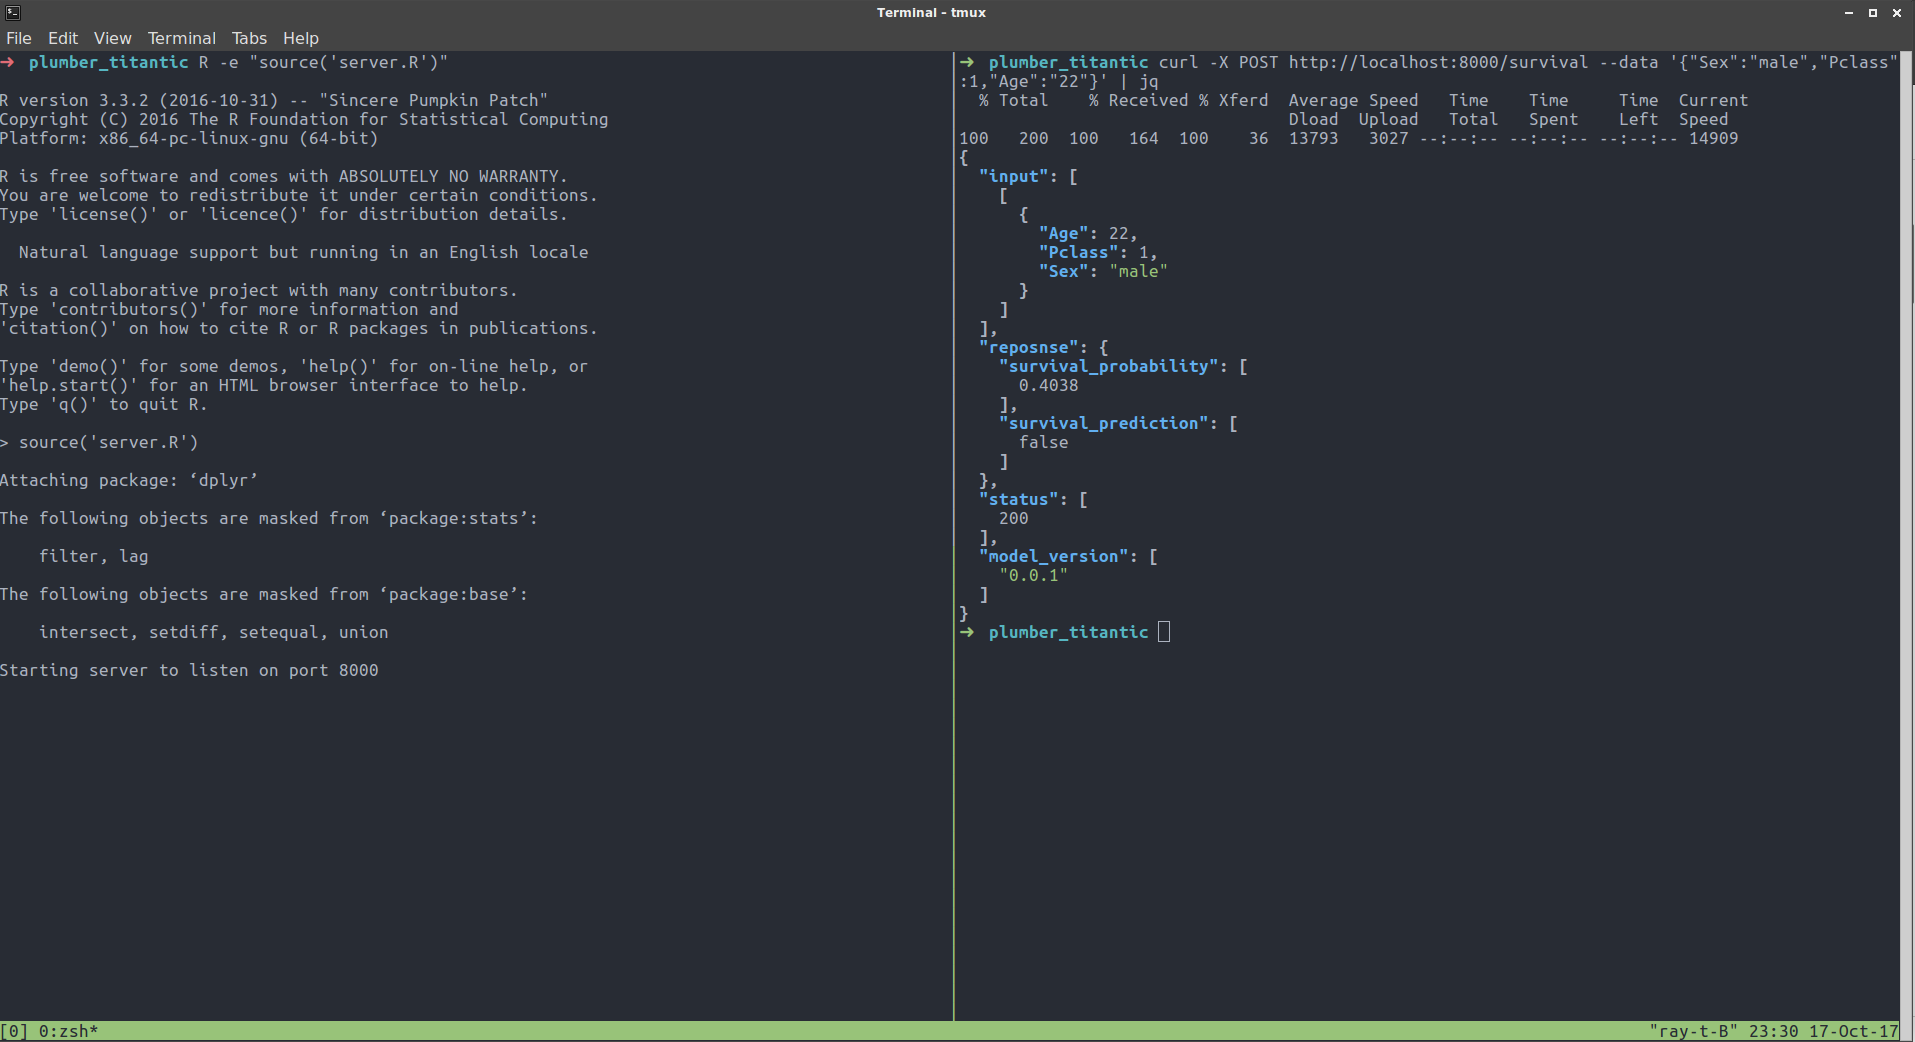 Terminal - tmux
File Edit View Terminal Tabs Help
➜  plumber_titantic R -e "source('server.R')"
R version 3.3.2 (2016-10-31) -- "Sincere Pumpkin Patch"
Copyright (C) 2016 The R Foundation for Statistical Computing
Platform: x86_64-pc-linux-gnu (64-bit)
R is free software and comes with ABSOLUTELY NO WARRANTY.
You are welcome to redistribute it under certain conditions.
Type 'license()' or 'licence()' for distribution details.
  Natural language support but running in an English locale
R is a collaborative project with many contributors.
Type 'contributors()' for more information and
'citation()' on how to cite R or R packages in publications.
Type 'demo()' for some demos, 'help()' for on-line help, or
'help.start()' for an HTML browser interface to help.
Type 'q()' to quit R.
> source('server.R')
Attaching package: ‘dplyr’
The following objects are masked from ‘package:stats’:
    filter, lag
The following objects are masked from ‘package:base’:
    intersect, setdiff, setequal, union
Starting server to listen on port 8000
➜  plumber_titantic curl -X POST http://localhost:8000/survival --data '{"Sex":"male","Pclass"
:1,"Age":"22"}' | jq
  % Total    % Received % Xferd  Average Speed   Time    Time     Time  Current
                                 Dload  Upload   Total   Spent    Left  Speed
100   200  100   164  100    36  13793   3027 --:--:-- --:--:-- --:--:-- 14909
{
  "input": [
    [
      {
        "Age": 22,
        "Pclass": 1,
        "Sex": "male"
      }
    ]
  ],
  "reposnse": {
    "survival_probability": [
      0.4038
    ],
    "survival_prediction": [
      false
    ]
  },
  "status": [
    200
  ],
  "model_version": [
    "0.0.1"
  ]
}
➜  plumber_titantic
[0] 0:zsh*
"ray-t-B" 23:30 17-Oct-17